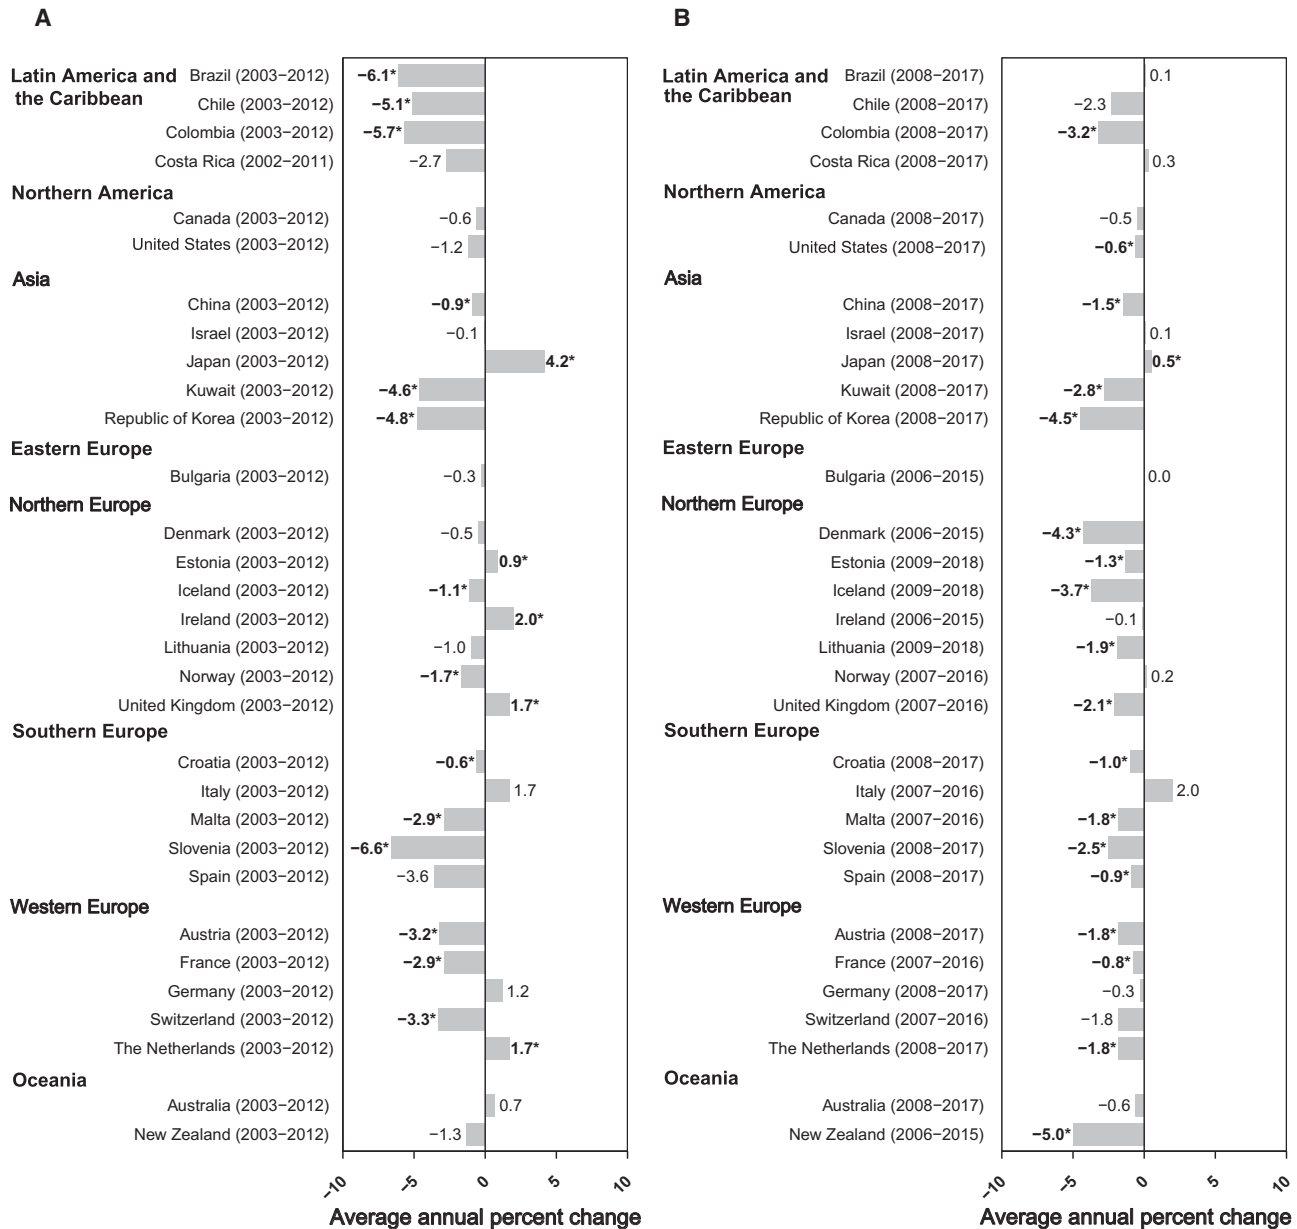 A
Latin America and the Caribbean
Brazil (2003−2012) −6.1*
Chile (2003−2012) −5.1*
Colombia (2003−2012) −5.7*
Costa Rica (2002−2011) −2.7
Northern America
Canada (2003−2012) −0.6
United States (2003−2012) −1.2
Asia
China (2003−2012) −0.9*
Israel (2003−2012) −0.1
Japan (2003−2012) 4.2*
Kuwait (2003−2012) −4.6*
Republic of Korea (2003−2012) −4.8*
Eastern Europe
Bulgaria (2003−2012) −0.3
Northern Europe
Denmark (2003−2012) −0.5
Estonia (2003−2012) 0.9*
Iceland (2003−2012) −1.1*
Ireland (2003−2012) 2.0*
Lithuania (2003−2012) −1.0
Norway (2003−2012) −1.7*
United Kingdom (2003−2012) 1.7*
Southern Europe
Croatia (2003−2012) −0.6*
Italy (2003−2012) 1.7
Malta (2003−2012) −2.9*
Slovenia (2003−2012) −6.6*
Spain (2003−2012) −3.6
Western Europe
Austria (2003−2012) −3.2*
France (2003−2012) −2.9*
Germany (2003−2012) 1.2
Switzerland (2003−2012) −3.3*
The Netherlands (2003−2012) 1.7*
Oceania
Australia (2003−2012) 0.7
New Zealand (2003−2012) −1.3
−10 −5 0 5 10
Average annual percent change
B
Latin America and the Caribbean
Brazil (2008−2017) 0.1
Chile (2008−2017) −2.3
Colombia (2008−2017) −3.2*
Costa Rica (2008−2017) 0.3
Northern America
Canada (2008−2017) −0.5
United States (2008−2017) −0.6*
Asia
China (2008−2017) −1.5*
Israel (2008−2017) 0.1
Japan (2008−2017) 0.5*
Kuwait (2008−2017) −2.8*
Republic of Korea (2008−2017) −4.5*
Eastern Europe
Bulgaria (2006−2015) 0.0
Northern Europe
Denmark (2006−2015) −4.3*
Estonia (2009−2018) −1.3*
Iceland (2009−2018) −3.7*
Ireland (2006−2015) −0.1
Lithuania (2009−2018) −1.9*
Norway (2007−2016) 0.2
United Kingdom (2007−2016) −2.1*
Southern Europe
Croatia (2008−2017) −1.0*
Italy (2007−2016) 2.0
Malta (2007−2016) −1.8*
Slovenia (2008−2017) −2.5*
Spain (2008−2017) −0.9*
Western Europe
Austria (2008−2017) −1.8*
France (2007−2016) −0.8*
Germany (2008−2017) −0.3
Switzerland (2007−2016) −1.8
The Netherlands (2008−2017) −1.8*
Oceania
Australia (2008−2017) −0.6
New Zealand (2006−2015) −5.0*
−10 −5 0 5 10
Average annual percent change